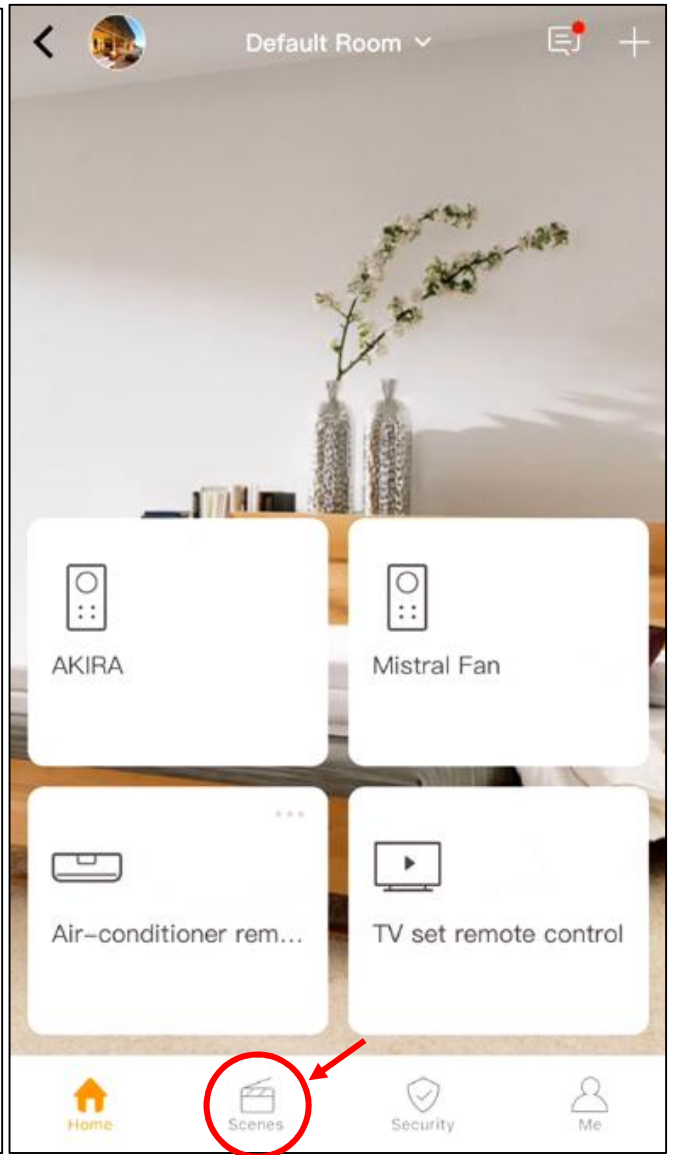 Default Room
AKIRA
Mistral Fan
Air-conditioner rem...
TV set remote control
Home
Scenes
Security
Me